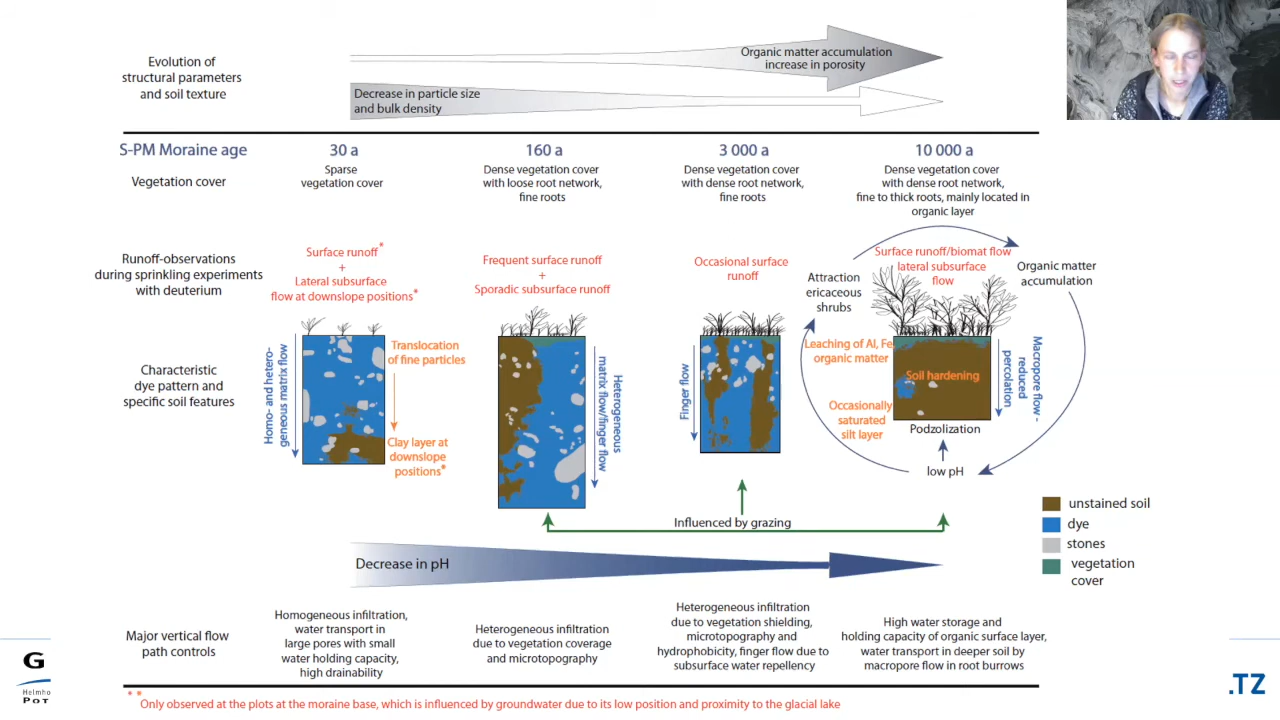 Evolution of
structural parameters
and soil texture
Organic matter accumulation
increase in porosity
Decrease in particle size
and bulk density
S-PM Moraine age
30 a
160 a
3 000 a
10 000 a
Vegetation cover
Sparse
vegetation cover
Dense vegetation cover
with loose root network,
fine roots
Dense vegetation cover
with dense root network,
fine roots
Dense vegetation cover
with dense root network,
fine to thick roots, mainly located in
organic layer
Runoff-observations
during sprinkling experiments
with deuterium
Surface runoff*
+
Lateral subsurface
flow at downslope positions*
Frequent surface runoff
+
Sporadic subsurface runoff
Occasional surface
runoff
Surface runoff/biomat flow
lateral subsurface
flow
Attraction
ericaceous
shrubs
Organic matter
accumulation
Characteristic
dye pattern and
specific soil features
Homo- and hetero-
geneous matrix flow
Translocation
of fine particles
Clay layer at
downslope
positions*
Heterogeneous
matrix flow/finger flow
Finger flow
Leaching of Al, Fe,
organic matter
Soil hardening
Occasionally
saturated
silt layer
Macropore flow -
reduced
percolation
Podzolization
low pH
Influenced by grazing
unstained soil
dye
stones
vegetation
cover
Decrease in pH
Major vertical flow
path controls
Homogeneous infiltration,
water transport in
large pores with small
water holding capacity,
high drainability
Heterogeneous infiltration
due to vegetation coverage
and microtopography
Heterogeneous infiltration
due to vegetation shielding,
microtopography and
hydrophobicity, finger flow due to
subsurface water repellency
High water storage and
holding capacity of organic surface layer,
water transport in deeper soil by
macropore flow in root burrows
* *
Only observed at the plots at the moraine base, which is influenced by groundwater due to its low position and proximity to the glacial lake
G
Helmho
POT
.TZ